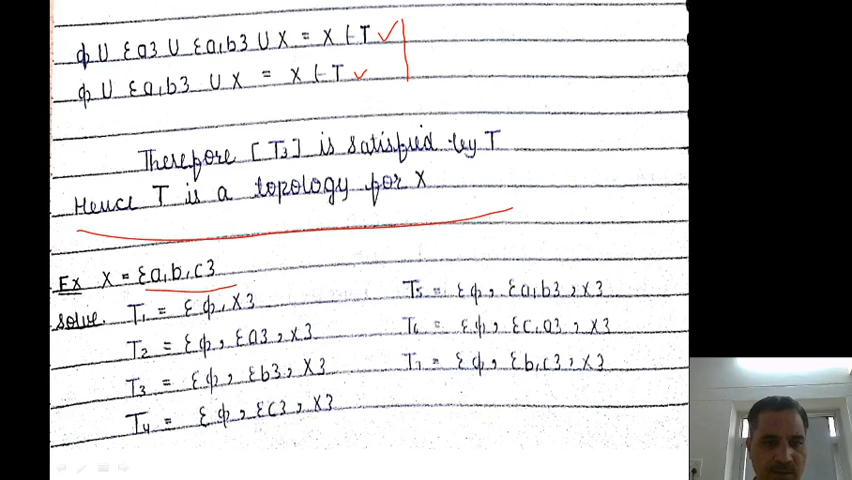 ф U {a} U {a,b} U X = X ∈ T ✓
ф U {a,b} U X = X ∈ T ✓
Therefore [T₃] is satisfied by T
Hence T is a topology for X
Ex X = {a,b,c}
Solve. T₁ = {ф, X}
T₂ = {ф, {a}, X}
T₃ = {ф, {b}, X}
T₄ = {ф, {c}, X}
T₅ = {ф, {a,b}, X}
T₆ = {ф, {c,a}, X}
T₇ = {ф, {b,c}, X}